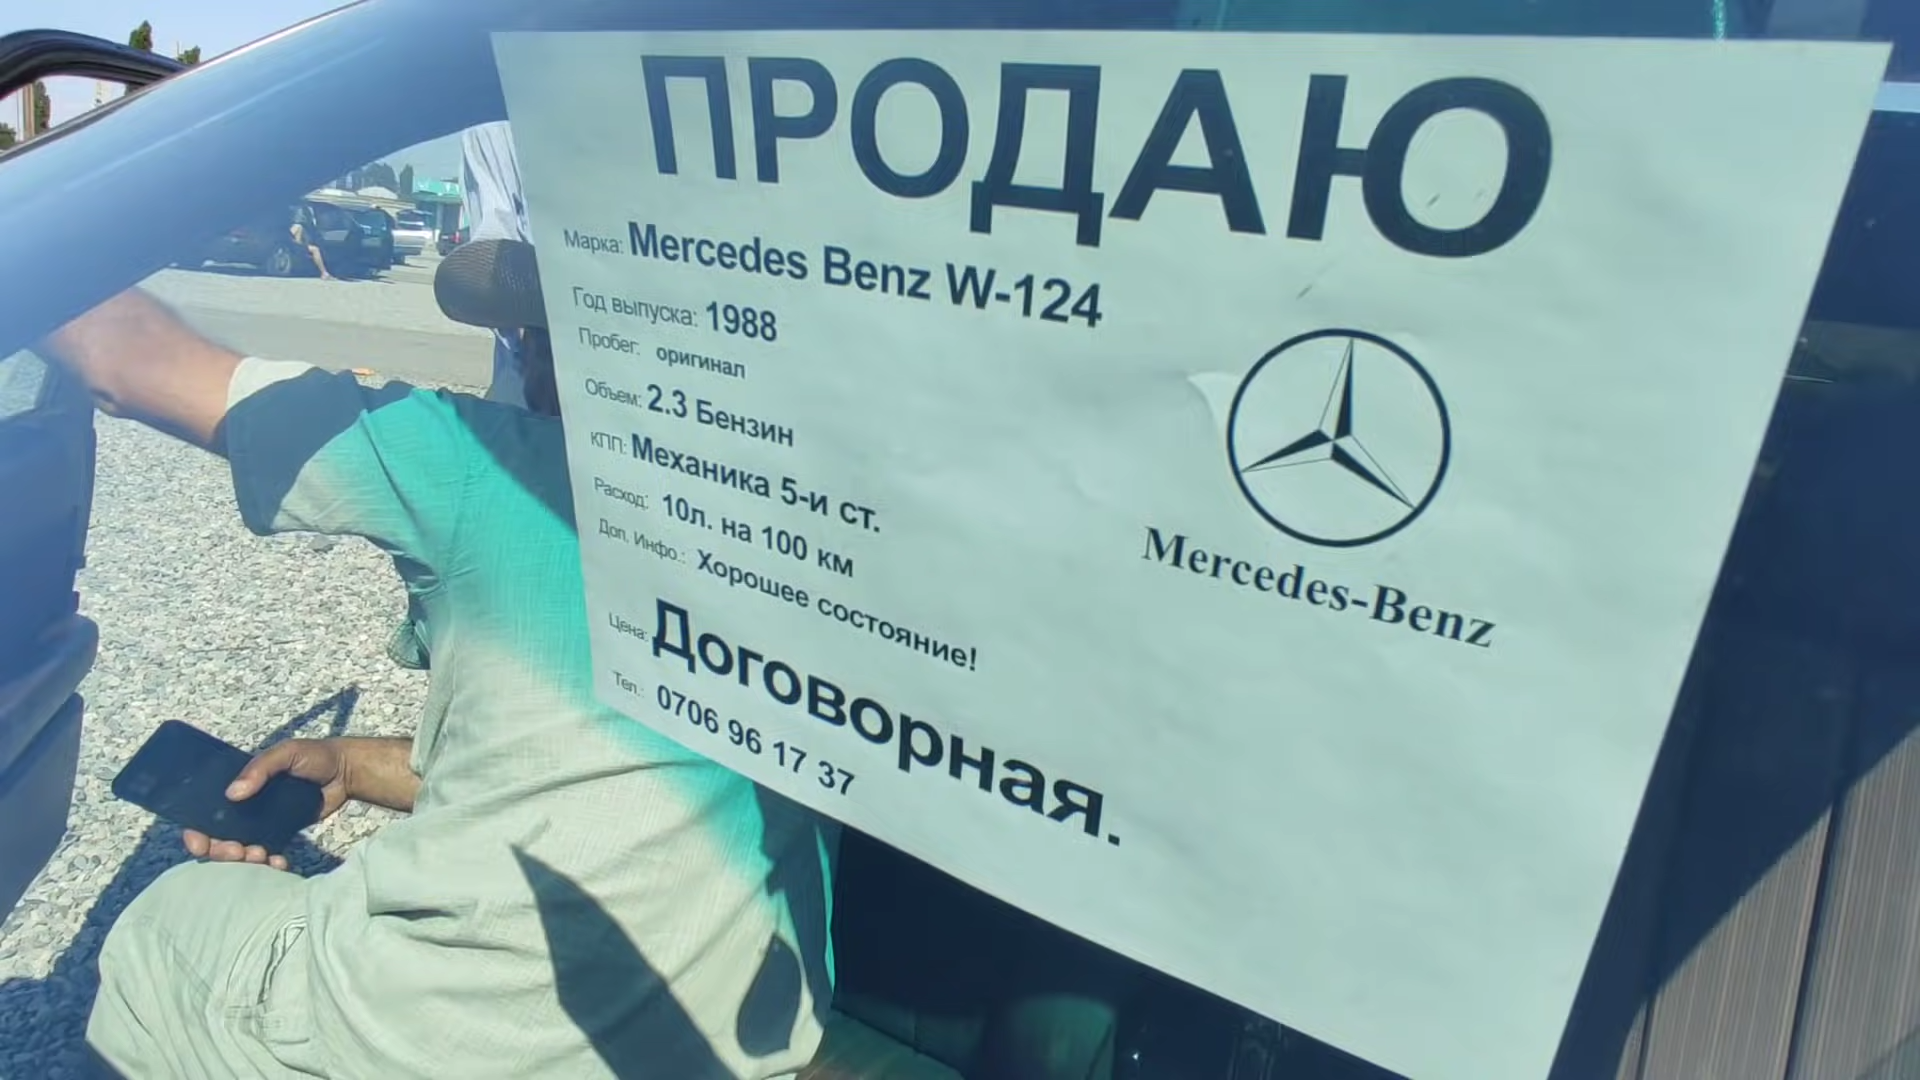 ПРОДАЮ
Марка: Mercedes Benz W-124
Год выпуска: 1988
Пробег: оригинал
Объем: 2.3 Бензин
КПП: Механика 5-и ст.
Расход: 10л. на 100 км
Доп. Инфо.: Хорошее состояние!
Цена: Договорная.
Тел.: 0706 96 17 37
Mercedes-Benz